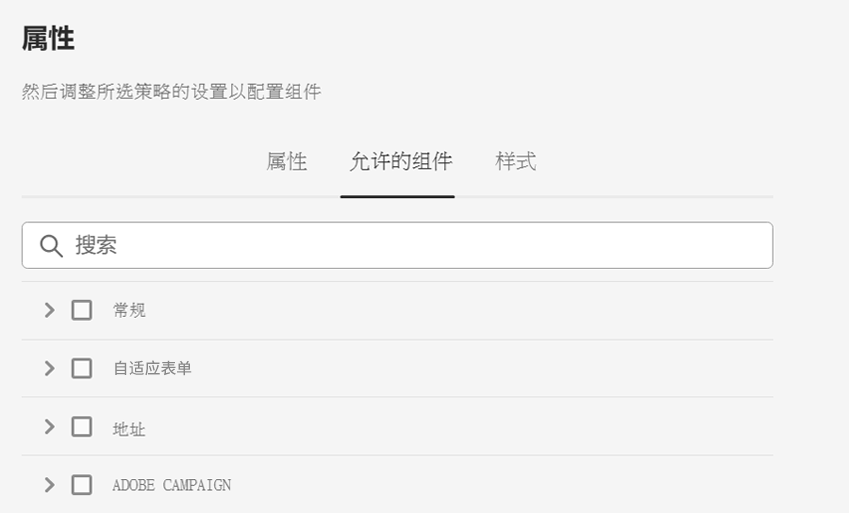 属性
然后调整所选策略的设置以配置组件
属性 允许的组件 样式
搜索
常规
自适应表单
地址
ADOBE CAMPAIGN